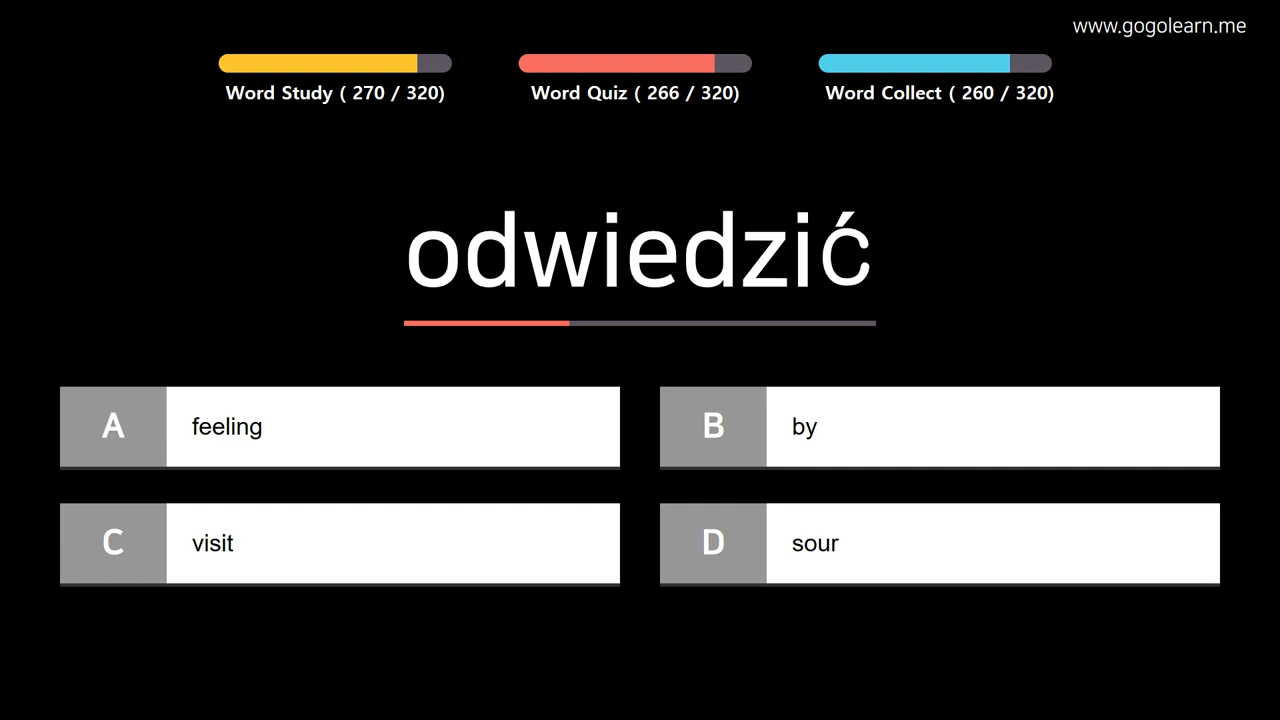 www.gogolearn.me
Word Study ( 270 / 320)
Word Quiz ( 266 / 320)
Word Collect ( 260 / 320)
odwiedzić
A feeling
B by
C visit
D sour